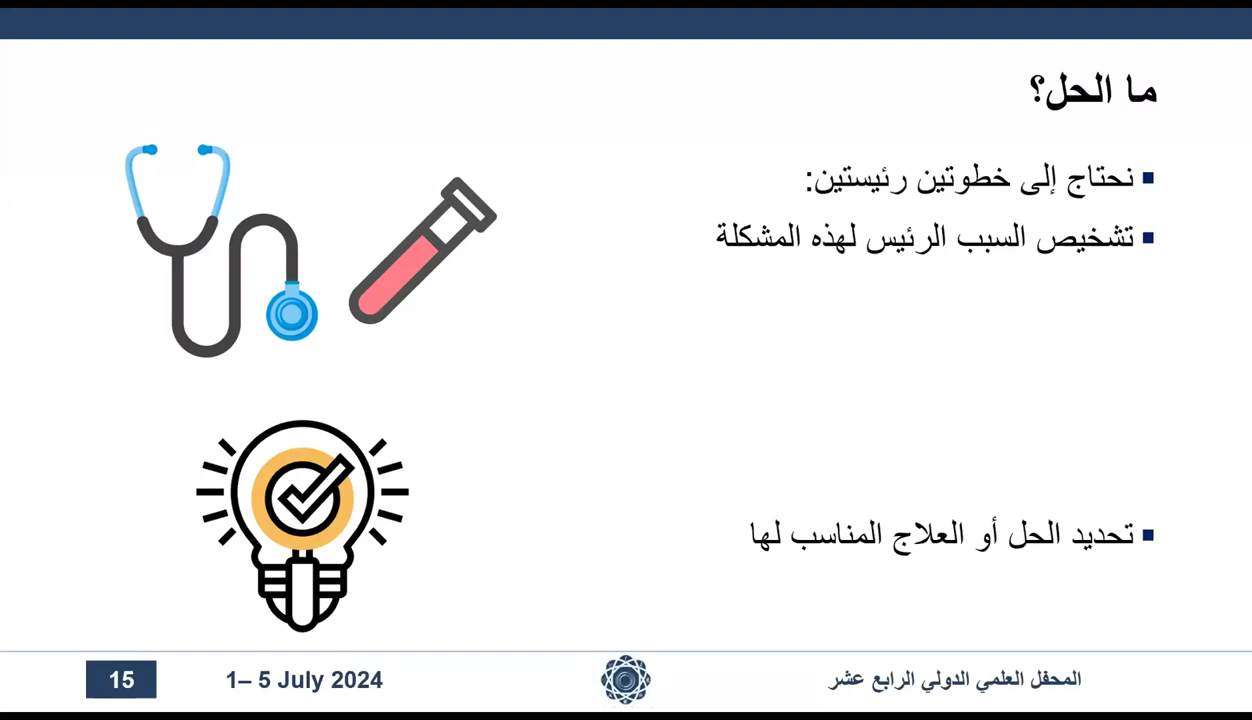 ما الحل؟
نحتاج إلى خطوتين رئيستين:
تشخيص السبب الرئيس لهذه المشكلة
تحديد الحل أو العلاج المناسب لها
15
1– 5 July 2024
المحفل العلمي الدولي الرابع عشر